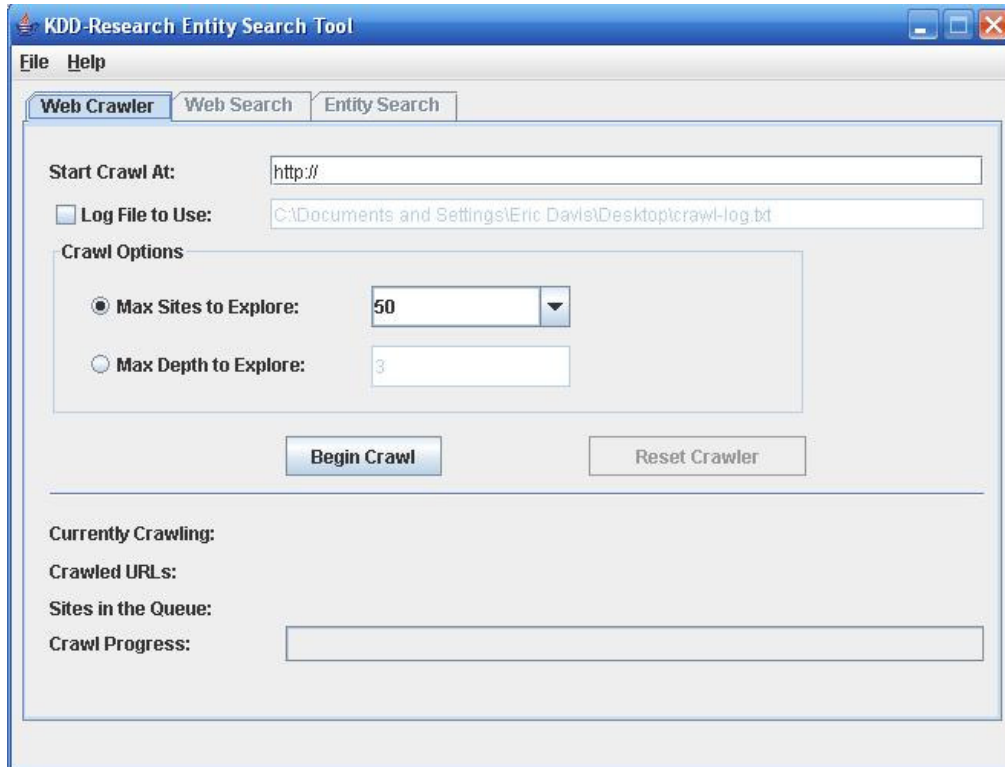 KDD-Research Entity Search Tool
File Help
Web Crawler Web Search Entity Search
Start Crawl At: http://
Log File to Use: C:\Documents and Settings\Eric Davis\Desktop\crawl-log.txt
Crawl Options
Max Sites to Explore: 50
Max Depth to Explore: 3
Begin Crawl Reset Crawler
Currently Crawling:
Crawled URLs:
Sites in the Queue:
Crawl Progress: